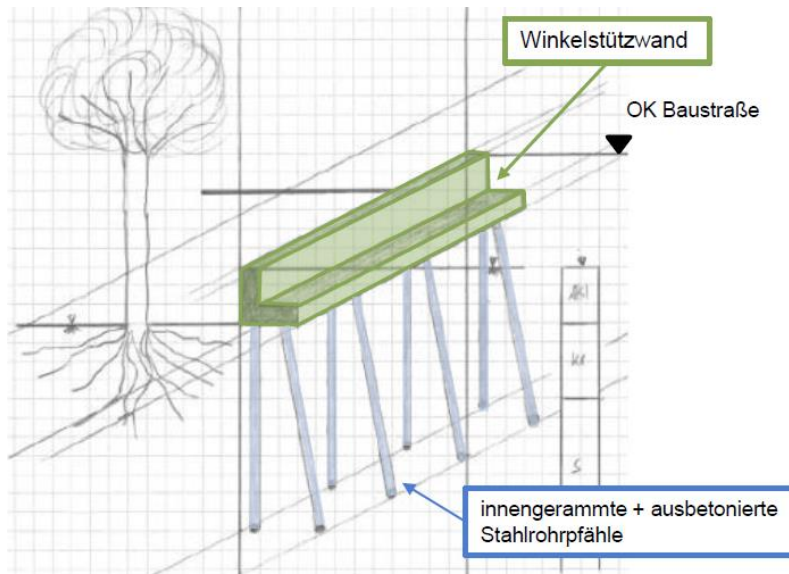 Winkelstützwand
OK Baustraße
S
innengerammte + ausbetonierte
Stahlrohrpfähle